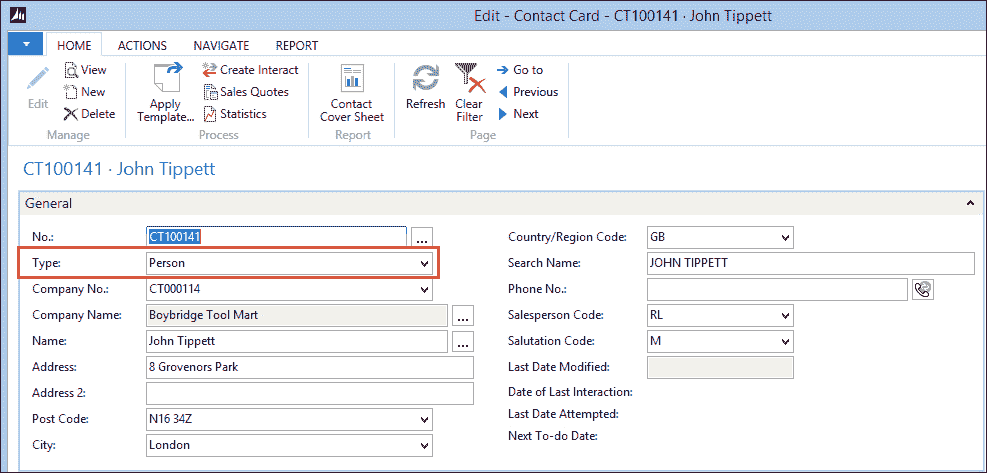 Edit - Contact Card - CT100141 · John Tippett
HOME ACTIONS NAVIGATE REPORT
Edit
View
New
Delete
Manage
Apply
Template...
Create Interact
Sales Quotes
Statistics
Process
Contact
Cover Sheet
Report
Refresh
Clear
Filter
Go to
Previous
Next
Page
CT100141 · John Tippett
General
No.: CT100141 ...
Type: Person
Company No.: CT000114
Company Name: Boybridge Tool Mart ...
Name: John Tippett ...
Address: 8 Grovenors Park
Address 2:
Post Code: N16 34Z
City: London
Country/Region Code: GB
Search Name: JOHN TIPPETT
Phone No.:
Salesperson Code: RL
Salutation Code: M
Last Date Modified:
Date of Last Interaction:
Last Date Attempted:
Next To-do Date: